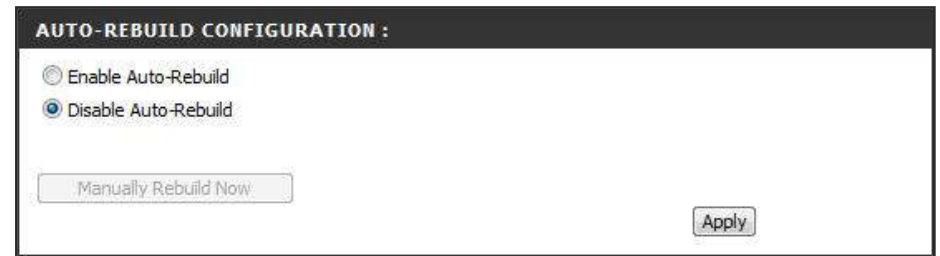 AUTO-REBUILD CONFIGURATION :
Enable Auto-Rebuild
Disable Auto-Rebuild
Manually Rebuild Now
Apply